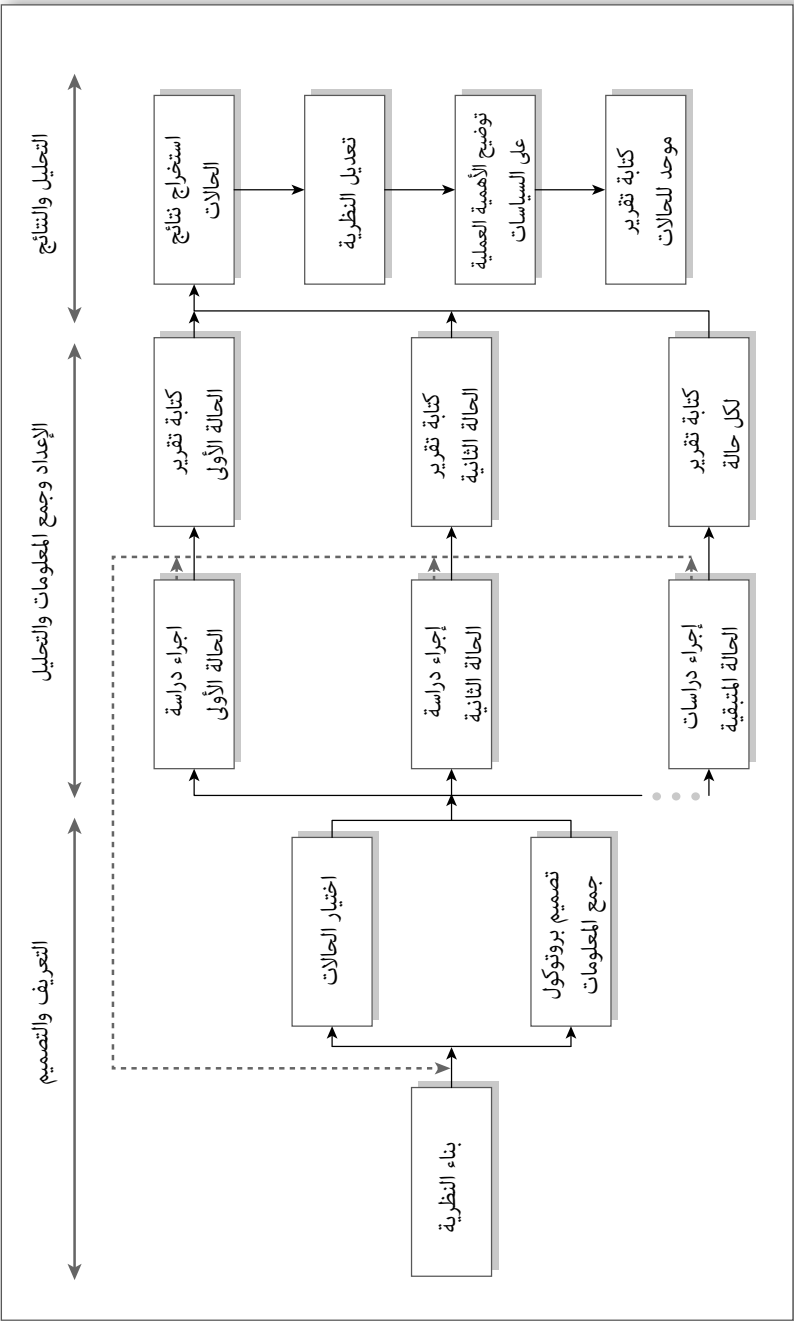 التعريف والتصميم
الإعداد وجمع المعلومات والتحليل
التحليل والنتائج
بناء النظرية
اختيار الحالات
تصميم بروتوكول
جمع المعلومات
اجراء دراسة
الحالة الأولى
إجراء دراسة
الحالة الثانية
إجراء دراسات
الحالة المتبقية
كتابة تقرير
الحالة الأولى
كتابة تقرير
الحالة الثانية
كتابة تقرير
لكل حالة
استخراج نتائج
الحالات
تعديل النظرية
توضيح الأهمية العملية
على السياسات
كتابة تقرير
موحد للحالات